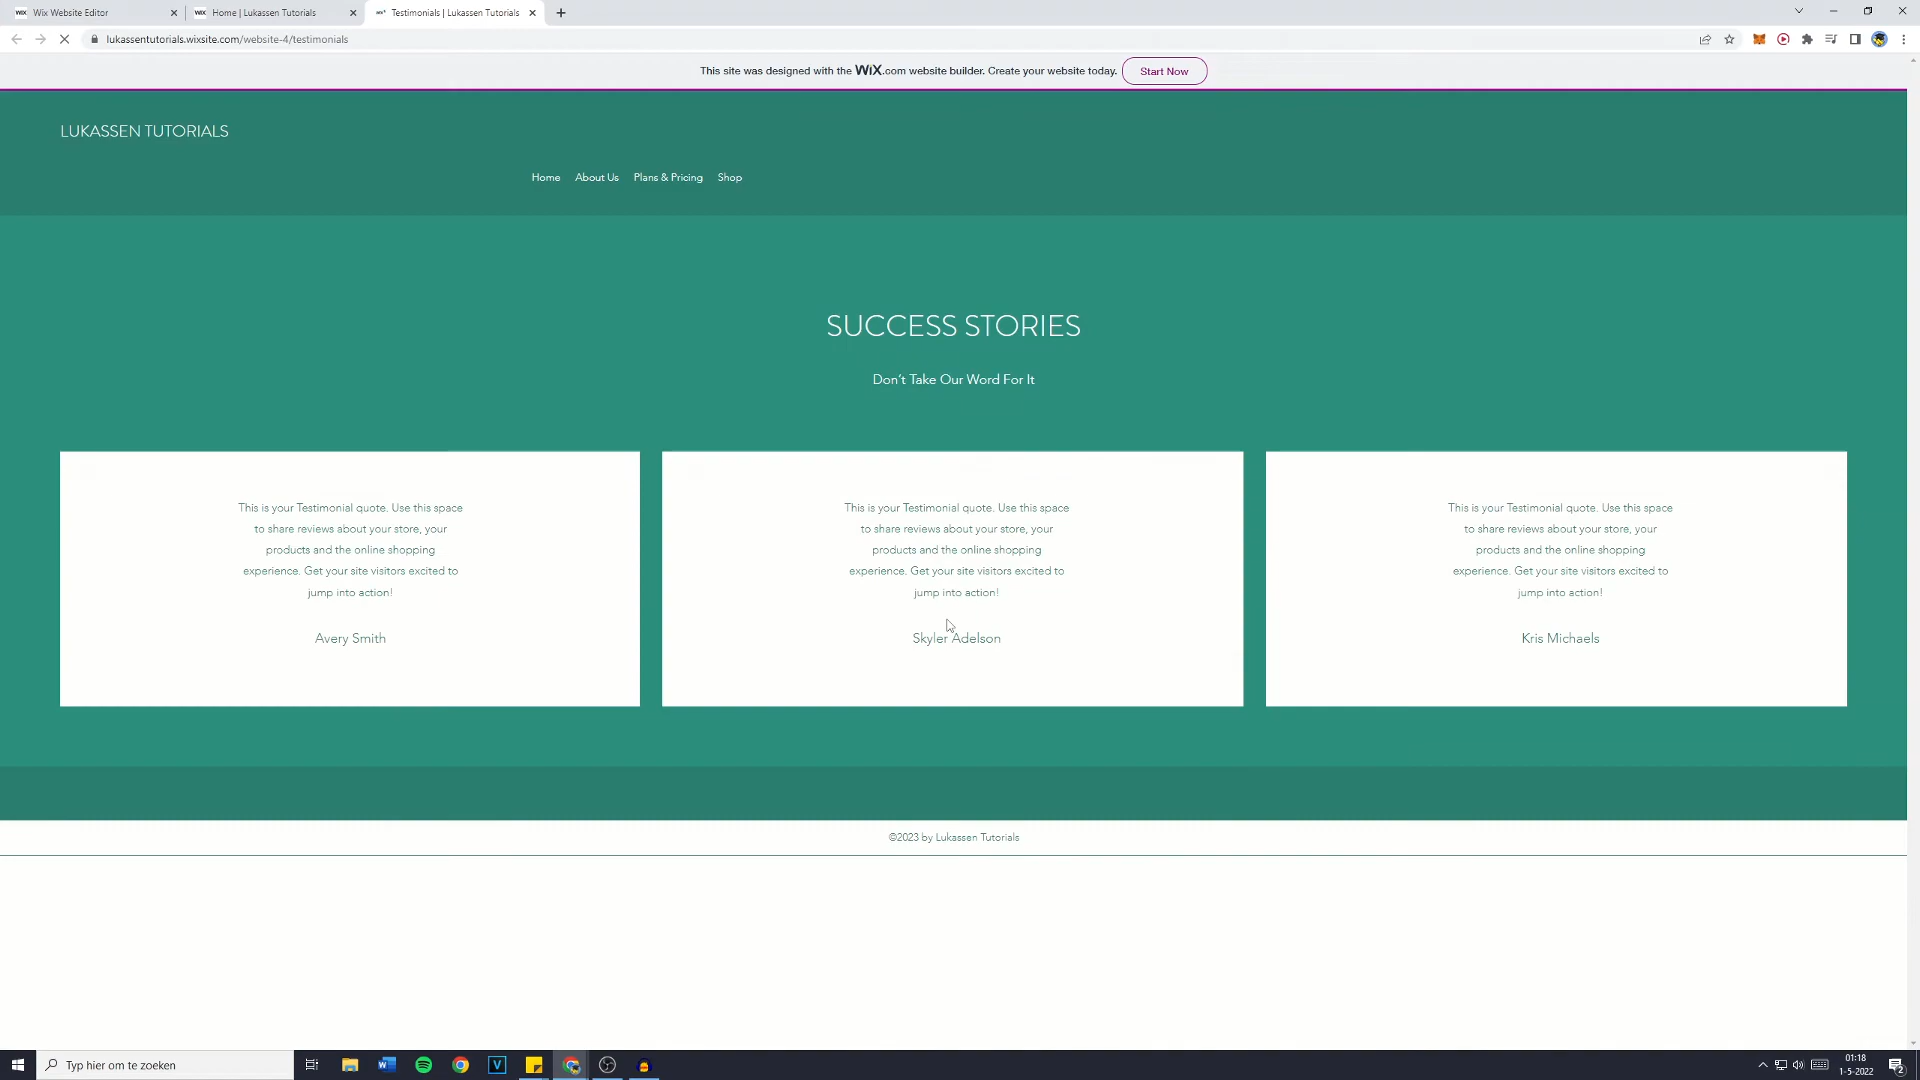 Wix Website Editor
Home | Lukassen Tutorials
Testimonials | Lukassen Tutorials
lukassentutorials.wixsite.com/website-4/testimonials
This site was designed with the WiX.com website builder. Create your website today.
Start Now
LUKASSEN TUTORIALS
Home
About Us
Plans & Pricing
Shop
SUCCESS STORIES
Don't Take Our Word For It
This is your Testimonial quote. Use this space
to share reviews about your store, your
products and the online shopping
experience. Get your site visitors excited to
jump into action!
Avery Smith
This is your Testimonial quote. Use this space
to share reviews about your store, your
products and the online shopping
experience. Get your site visitors excited to
jump into action!
Skyler Adelson
This is your Testimonial quote. Use this space
to share reviews about your store, your
products and the online shopping
experience. Get your site visitors excited to
jump into action!
Kris Michaels
©2023 by Lukassen Tutorials
Typ hier om te zoeken
01:18
1-5-2022